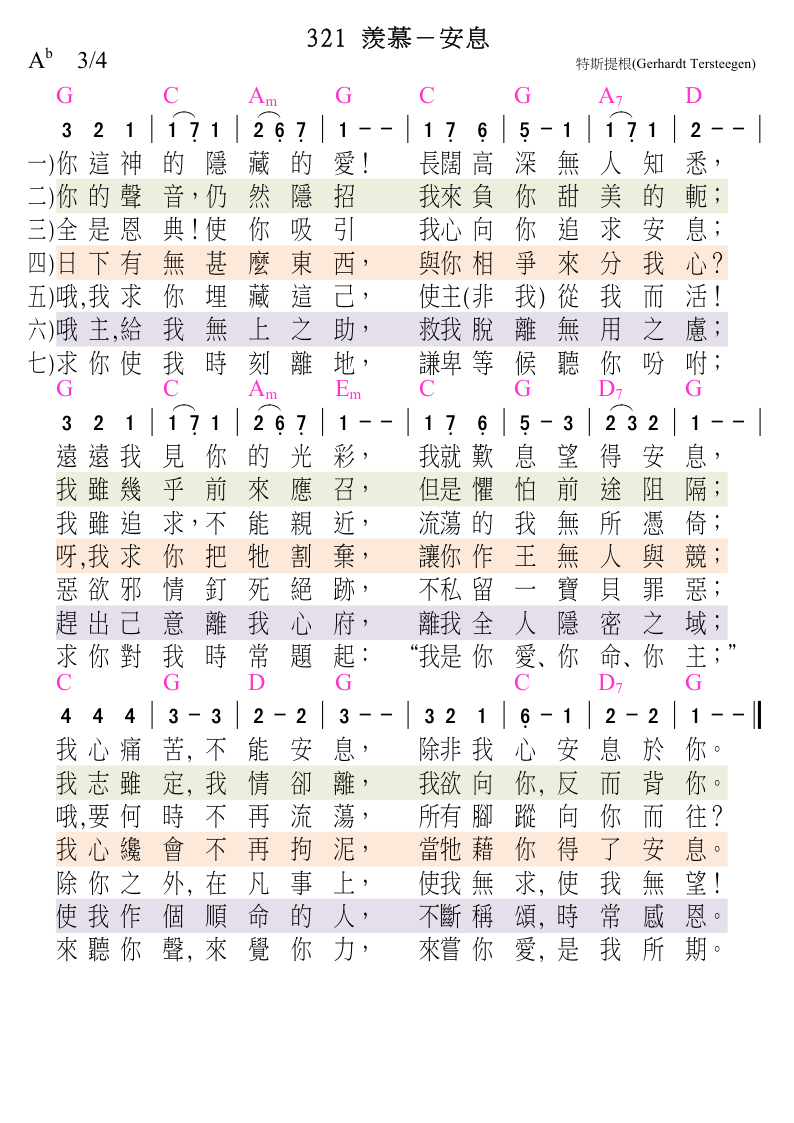 321 羨慕－安息
A♭ 3/4 特斯提根(Gerhardt Tersteegen)
G C Am G C G A7 D
3 2 1 | 1 7̣ 1 | 2 6̣ 7̣ | 1 - - | 1 7̣ 6̣ | 5̣ - 1 | 1 7̣ 1 | 2 - - |
一)你這神的隱藏的愛！ 長闊高深無人知悉，
二)你的聲音，仍然隱招 我來負你甜美的軛；
三)全是恩典！使你吸引 我心向你追求安息；
四)日下有無甚麼東西， 與你相爭來分我心？
五)哦,我求你埋藏這己， 使主(非我)從我而活！
六)哦主,給我無上之助， 救我脫離無用之慮；
七)求你使我時刻離地， 謙卑等候聽你吩咐；
G C Am Em C G D7 G
3 2 1 | 1 7̣ 1 | 2 6̣ 7̣ | 1 - - | 1 7̣ 6̣ | 5̣ - 3 | 2 3 2 | 1 - - |
遠遠我見你的光彩， 我就歎息望得安息，
我雖幾乎前來應召， 但是懼怕前途阻隔；
我雖追求，不能親近， 流蕩的我無所憑倚；
呀,我求你把牠割棄， 讓你作王無人與競；
惡欲邪情釘死絕跡， 不私留一寶貝罪惡；
趕出己意離我心府， 離我全人隱密之域；
求你對我時常題起： “我是你愛、你命、你主；”
C G D G C D7 G
4 4 4 | 3 - 3 | 2 - 2 | 3 - - | 3 2 1 | 6̣ - 1 | 2 - 2 | 1 - - ‖
我心痛苦,不能安息， 除非我心安息於你。
我志雖定,我情卻離， 我欲向你,反而背你。
哦,要何時不再流蕩， 所有腳蹤向你而往？
我心纔會不再拘泥， 當牠藉你得了安息。
除你之外,在凡事上， 使我無求,使我無望！
使我作個順命的人， 不斷稱頌,時常感恩。
來聽你聲,來覺你力， 來嘗你愛,是我所期。